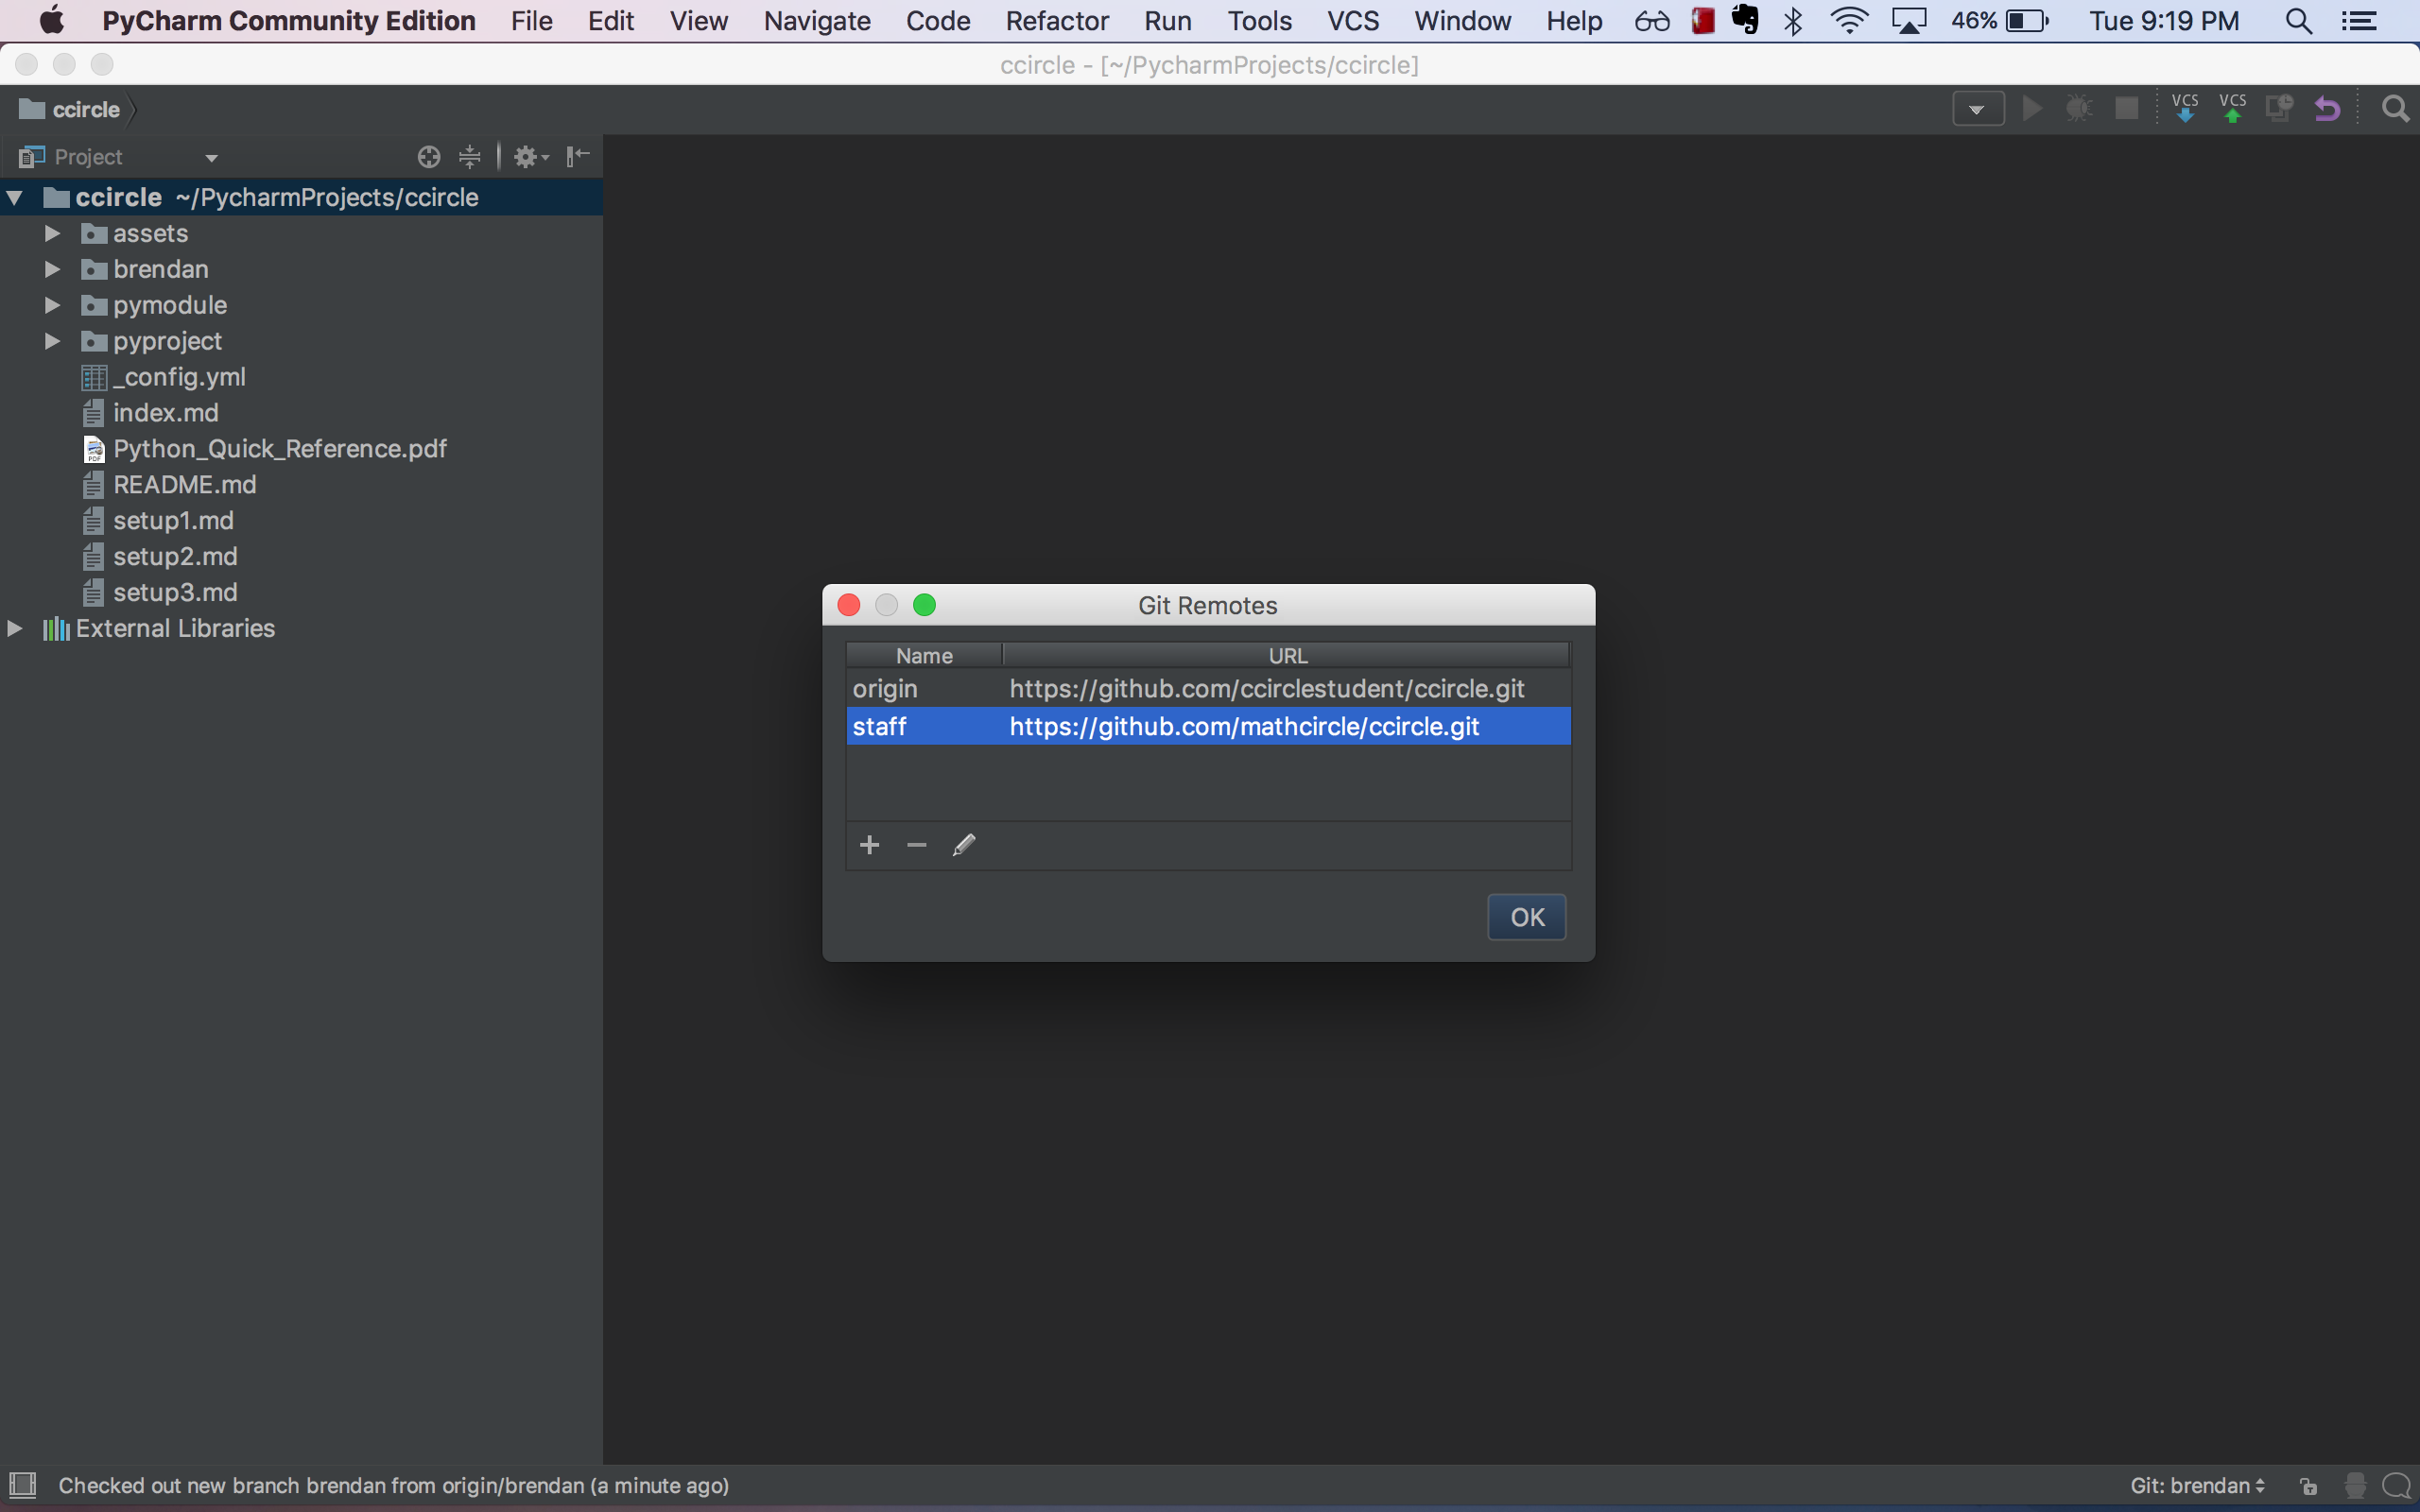 PyCharm Community Edition File Edit View Navigate Code Refactor Run Tools VCS Window Help 46% Tue 9:19 PM
ccircle - [~/PycharmProjects/ccircle]
ccircle VCS VCS
Project
ccircle ~/PycharmProjects/ccircle
assets
brendan
pymodule
pyproject
_config.yml
index.md
PDF Python_Quick_Reference.pdf
README.md
setup1.md
setup2.md
setup3.md
External Libraries
Git Remotes
Name URL
origin https://github.com/ccirclestudent/ccircle.git
staff https://github.com/mathcircle/ccircle.git
OK
Checked out new branch brendan from origin/brendan (a minute ago) Git: brendan